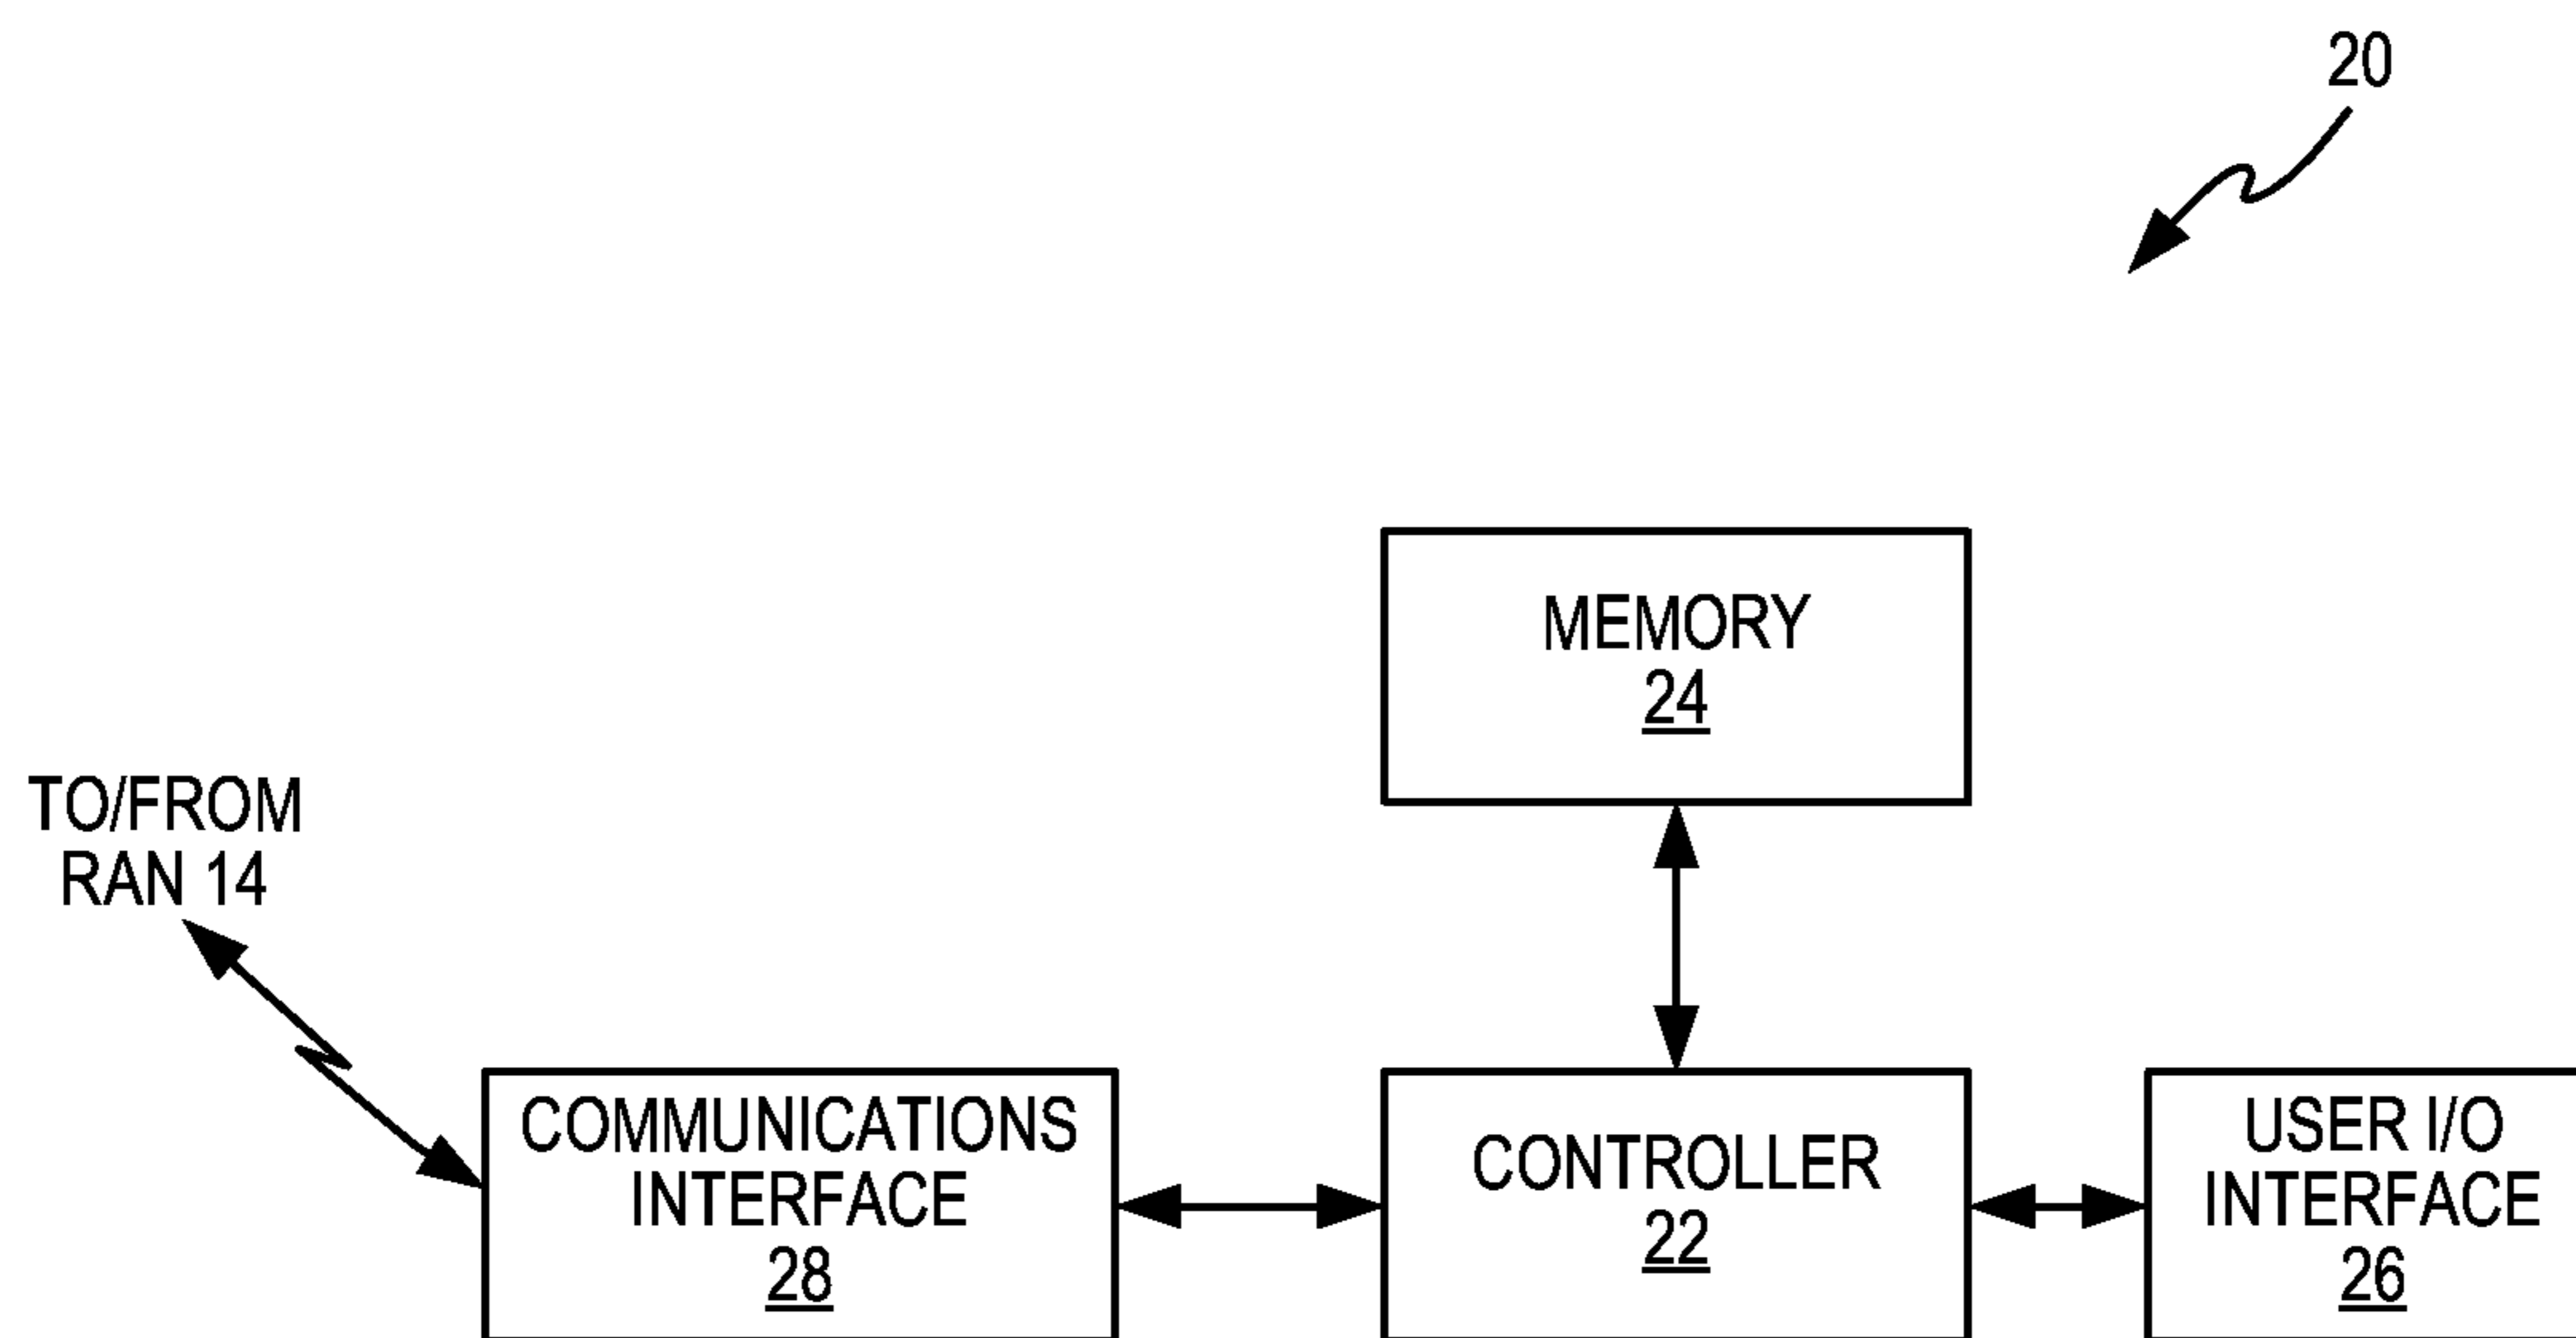 20
MEMORY
24
TO/FROM
RAN 14
COMMUNICATIONS
INTERFACE
28
CONTROLLER
22
USER I/O
INTERFACE
26